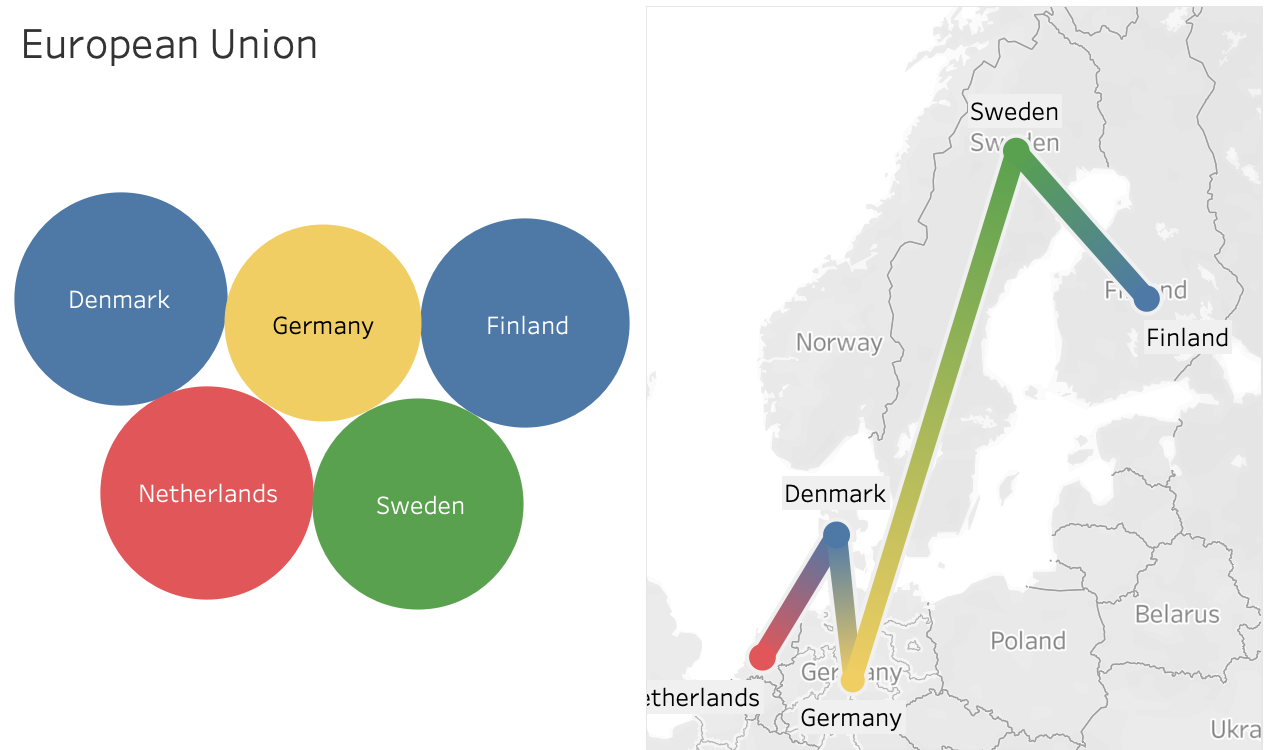 European Union
Denmark
Germany
Finland
Netherlands
Sweden
Sweden
Sweden
Finland
Finland
Norway
Denmark
Belarus
Poland
Germany
etherlands
Germany
Ukra